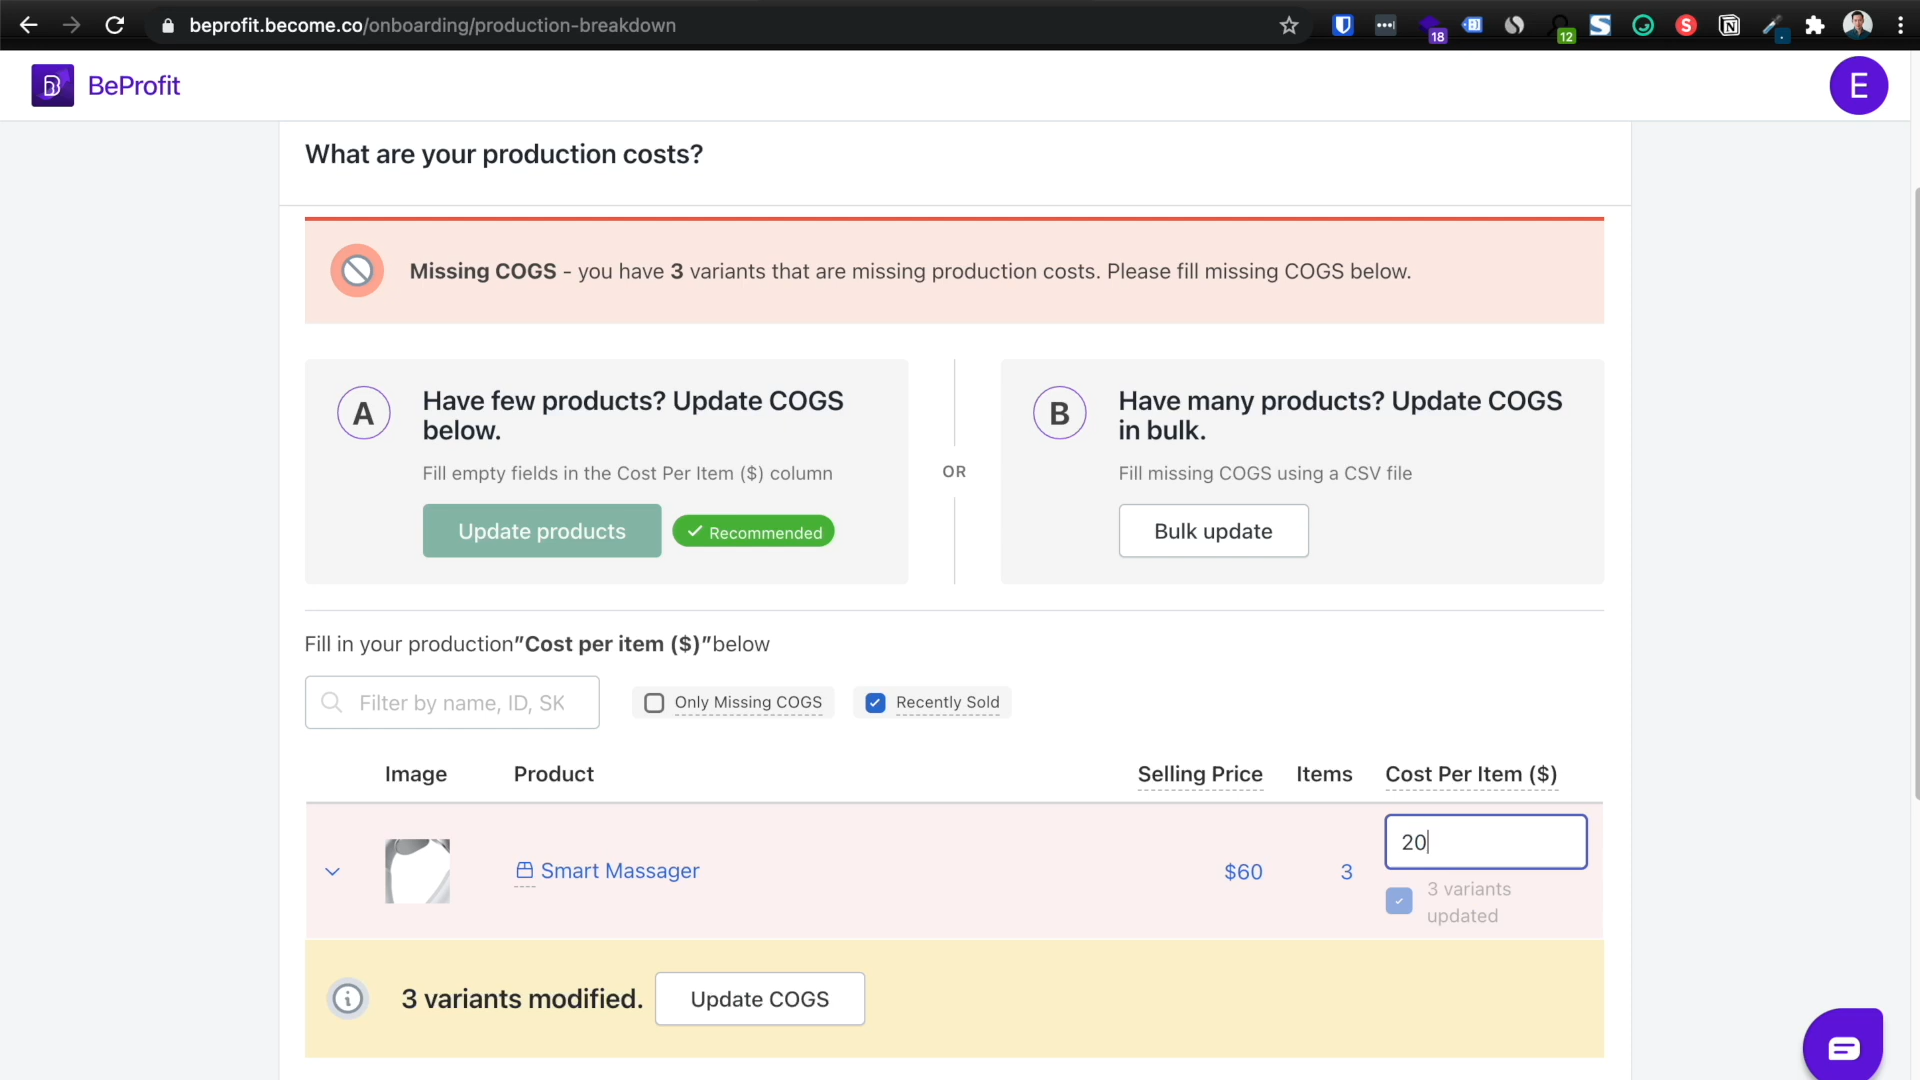 beprofit.become.co/onboarding/production-breakdown
18
12
BeProfit
E
What are your production costs?
Missing COGS - you have 3 variants that are missing production costs. Please fill missing COGS below.
A
Have few products? Update COGS
below.
Fill empty fields in the Cost Per Item ($) column
Update products
Recommended
OR
B
Have many products? Update COGS
in bulk.
Fill missing COGS using a CSV file
Bulk update
Fill in your production"Cost per item ($)"below
Filter by name, ID, SK
Only Missing COGS
Recently Sold
Image
Product
Selling Price
Items
Cost Per Item ($)
Smart Massager
$60
3
20
3 variants
updated
3 variants modified.
Update COGS